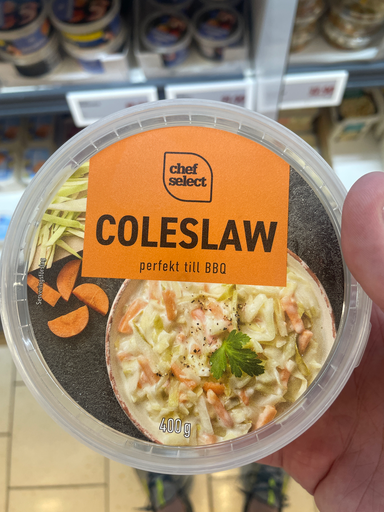 chef
select
COLESLAW
perfekt till BBQ
400g